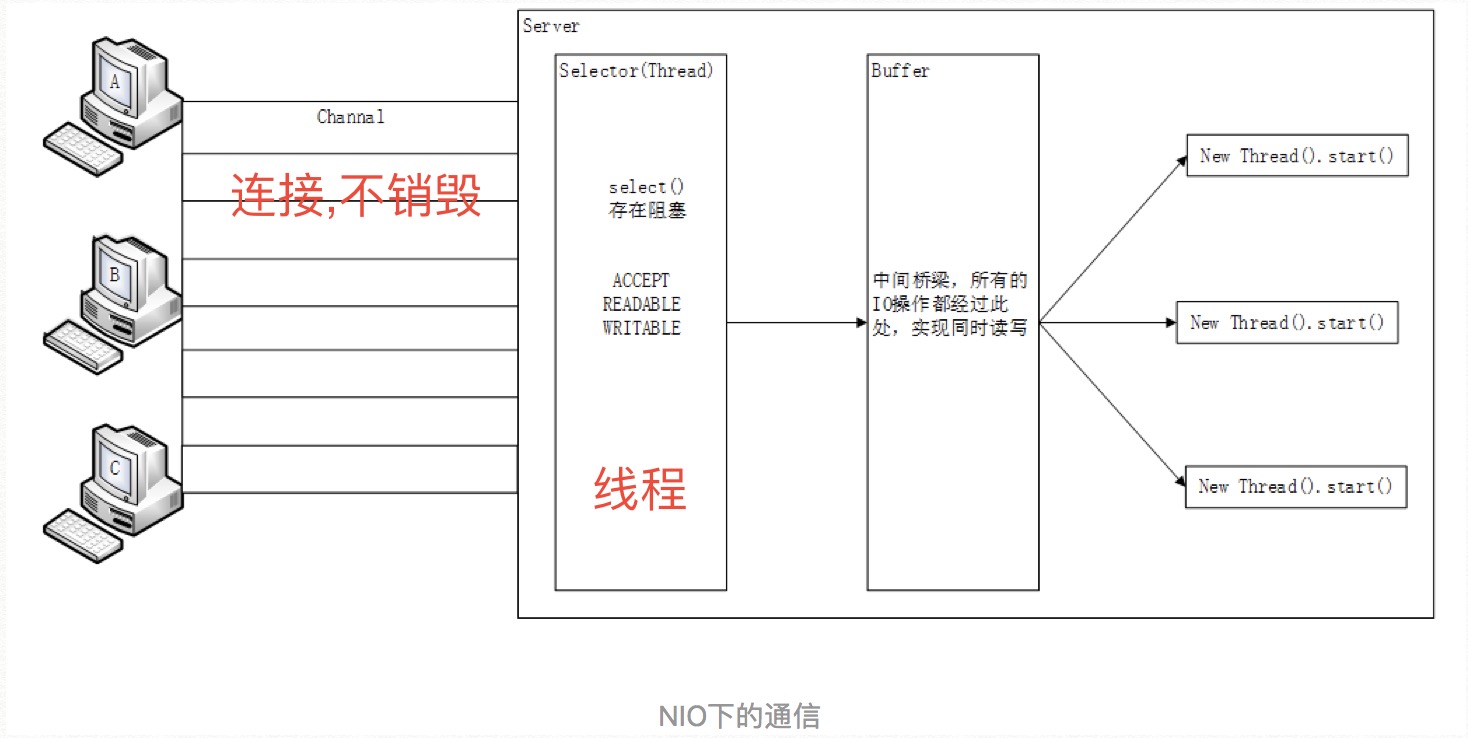 Server
A
Channal
连接,不销毁
B
C
Selector(Thread)
select()
存在阻塞
ACCEPT
READABLE
WRITABLE
线程
Buffer
中间桥梁，所有的
IO操作都经过此
处，实现同时读写
New Thread().start()
New Thread().start()
New Thread().start()
NIO下的通信